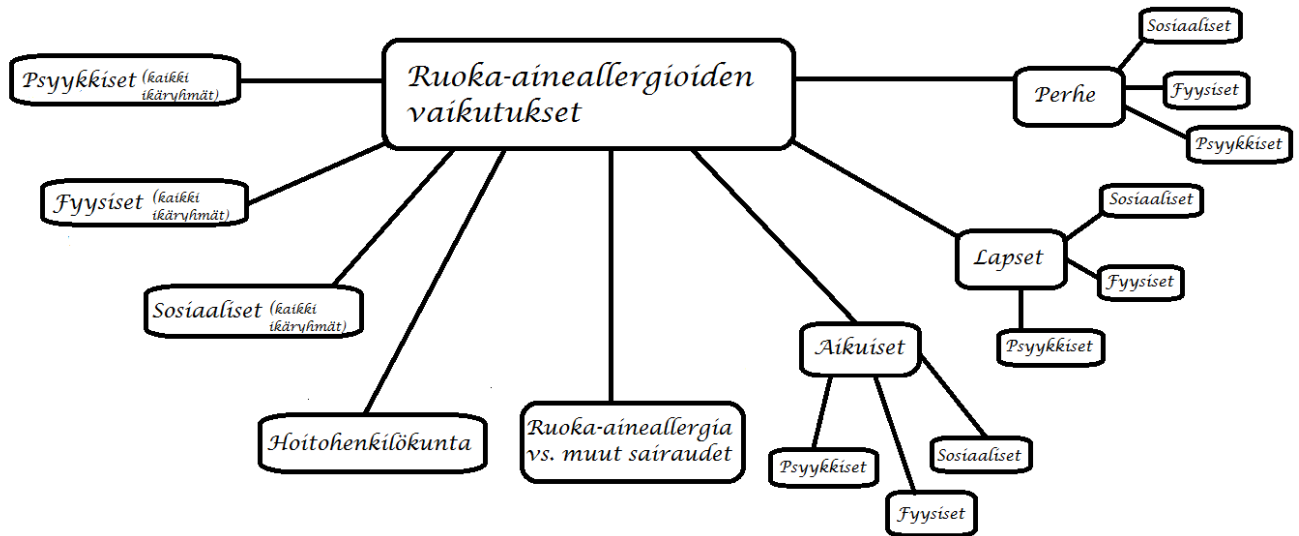 Ruoka-aineallergioiden
vaikutukset
Psyykkiset (kaikki
ikäryhmät)
Fyysiset (kaikki
ikäryhmät)
Sosiaaliset (kaikki
ikäryhmät)
Hoitohenkilökunta
Ruoka-aineallergia
vs. muut sairaudet
Aikuiset
Psyykkiset
Fyysiset
Sosiaaliset
Lapset
Sosiaaliset
Fyysiset
Psyykkiset
Perhe
Sosiaaliset
Fyysiset
Psyykkiset